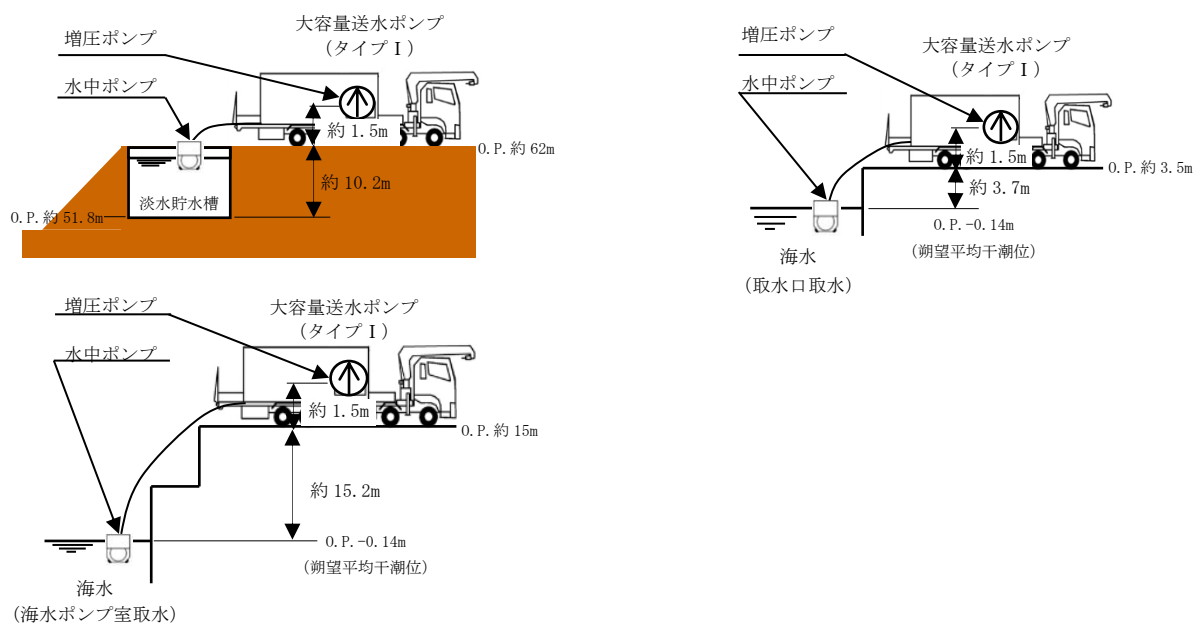 大容量送水ポンプ
（タイプⅠ）
増圧ポンプ
水中ポンプ
約 1.5m
O.P.約 62m
約 10.2m
淡水貯水槽
O.P.約 51.8m
大容量送水ポンプ
（タイプⅠ）
増圧ポンプ
水中ポンプ
約 1.5m
O.P.約 3.5m
約 3.7m
O.P.-0.14m
（朔望平均干潮位）
海水
（取水口取水）
大容量送水ポンプ
（タイプⅠ）
増圧ポンプ
水中ポンプ
約 1.5m
O.P.約 15m
約 15.2m
O.P.-0.14m
（朔望平均干潮位）
海水
（海水ポンプ室取水）